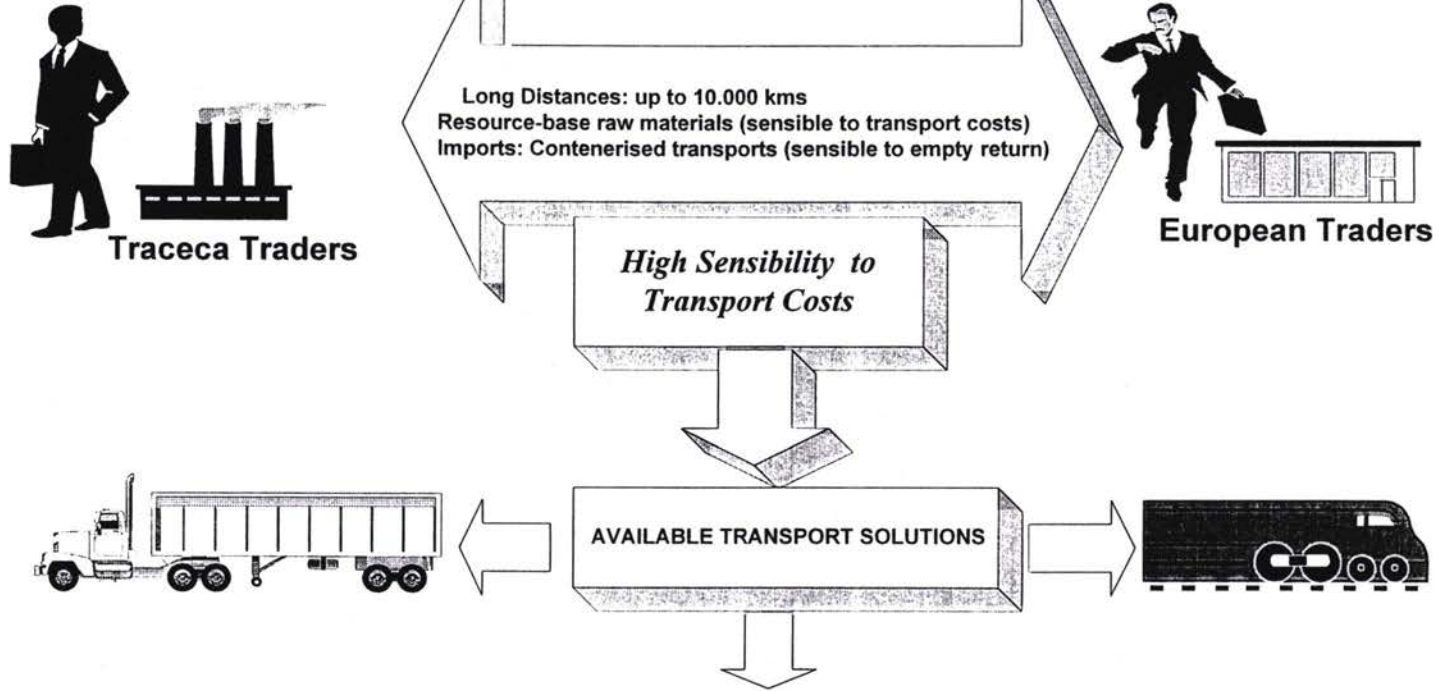 Long Distances: up to 10.000 kms
Resource-base raw materials (sensible to transport costs)
Imports: Contenerised transports (sensible to empty return)
Traceca Traders
European Traders
High Sensibility to
Transport Costs
AVAILABLE TRANSPORT SOLUTIONS